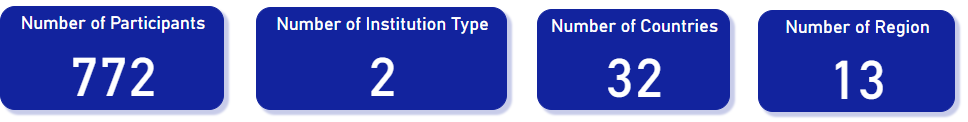 Number of Participants
772
Number of Institution Type
2
Number of Countries
32
Number of Region
13